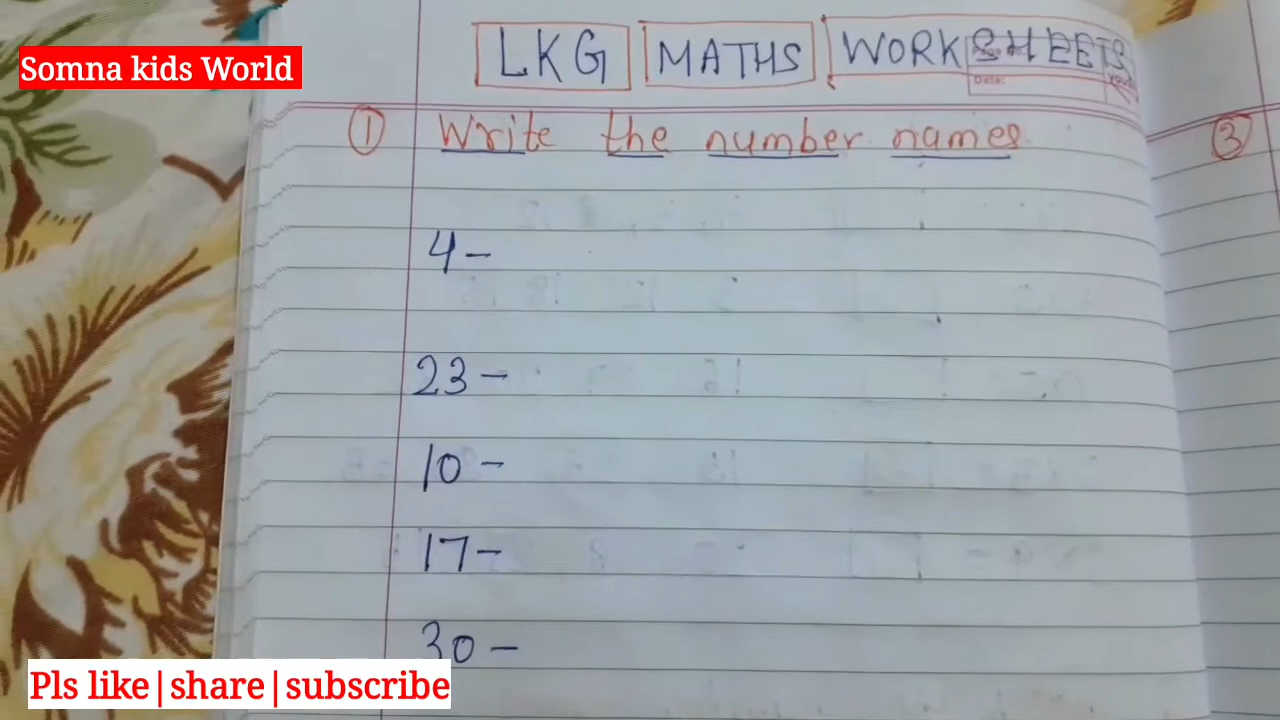 Somna kids World
LKG MATHS WORKSHEETS
Date:
① Write the number names
③
4-
23-
10-
17-
30-
Pls like|share|subscribe